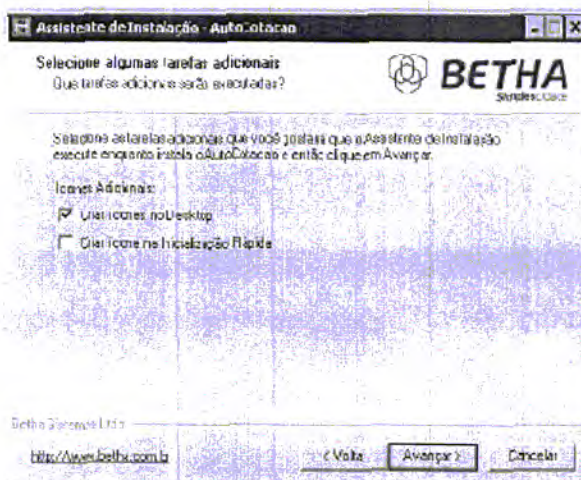 Assistente de Instalação - AutoCotacao
Selecione algumas tarefas adicionais
Que tarefas adicionais serão executadas?
BETHA
Selecione as tarefas adicionais que você gostaria que o Assistente de Instalação
execute enquanto instala o AutoCotacao e então clique em Avançar.
Ícones Adicionais:
Criar ícones no Desktop
Criar ícone na Inicialização Rápida
Betha Sistemas Ltda
http://www.betha.com.b
< Volta
Avançar >
Cancelar